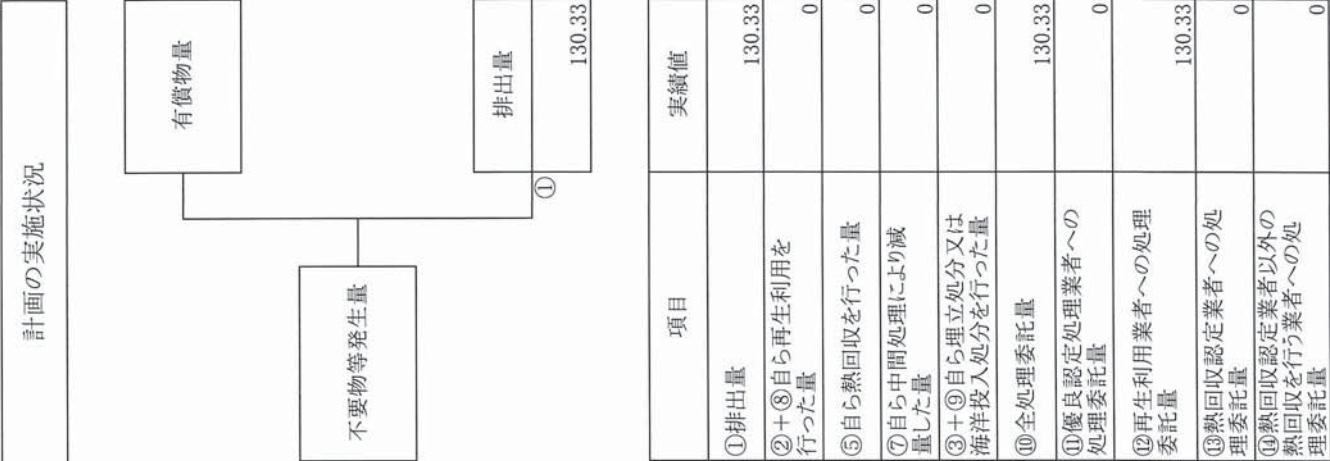 計画の実施状況
有償物量
不要物等発生量
排出量
①
130.33
項目
実績値
①排出量
130.33
②+⑧自ら再生利用を
行った量
0
⑤自ら熱回収を行った量
0
⑦自ら中間処理により減
量した量
0
③+⑨自ら埋立処分又は
海洋投入処分を行った量
0
⑩全処理委託量
130.33
⑪優良認定処理業者への
処理委託量
0
⑫再生利用業者への処理
委託量
130.33
⑬熱回収認定業者への処
理委託量
0
⑭熱回収認定業者以外の
熱回収を行う業者への処
理委託量
0